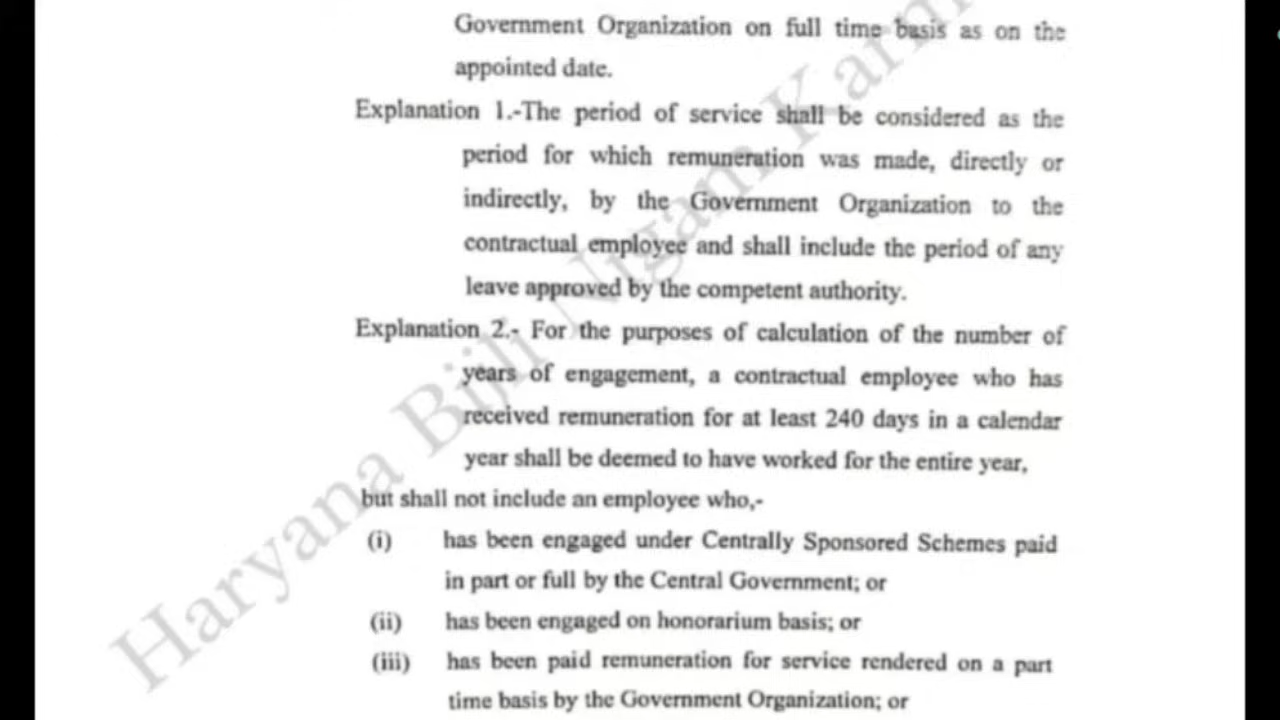 Government Organization on full time basis as on the
appointed date.
Explanation 1.-The period of service shall be considered as the
period for which remuneration was made, directly or
indirectly, by the Government Organization to the
contractual employee and shall include the period of any
leave approved by the competent authority.
Explanation 2.- For the purposes of calculation of the number of
years of engagement, a contractual employee who has
received remuneration for at least 240 days in a calendar
year shall be deemed to have worked for the entire year,
but shall not include an employee who,-
(i) has been engaged under Centrally Sponsored Schemes paid
in part or full by the Central Government; or
(ii) has been engaged on honorarium basis; or
(iii) has been paid remuneration for service rendered on a part
time basis by the Government Organization; or
Haryana Bijli Nigam Karm